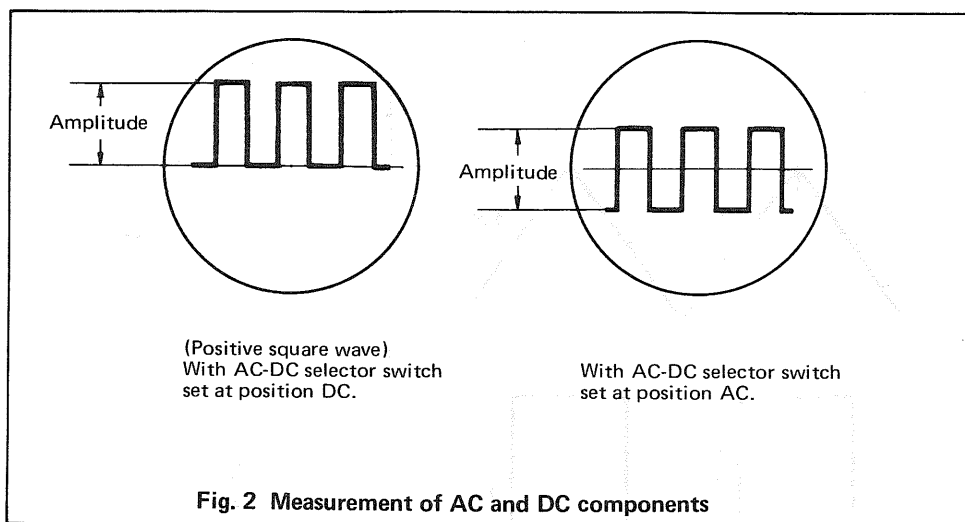 Amplitude
Amplitude
(Positive square wave)
With AC-DC selector switch
set at position DC.
With AC-DC selector switch
set at position AC.
Fig. 2 Measurement of AC and DC components